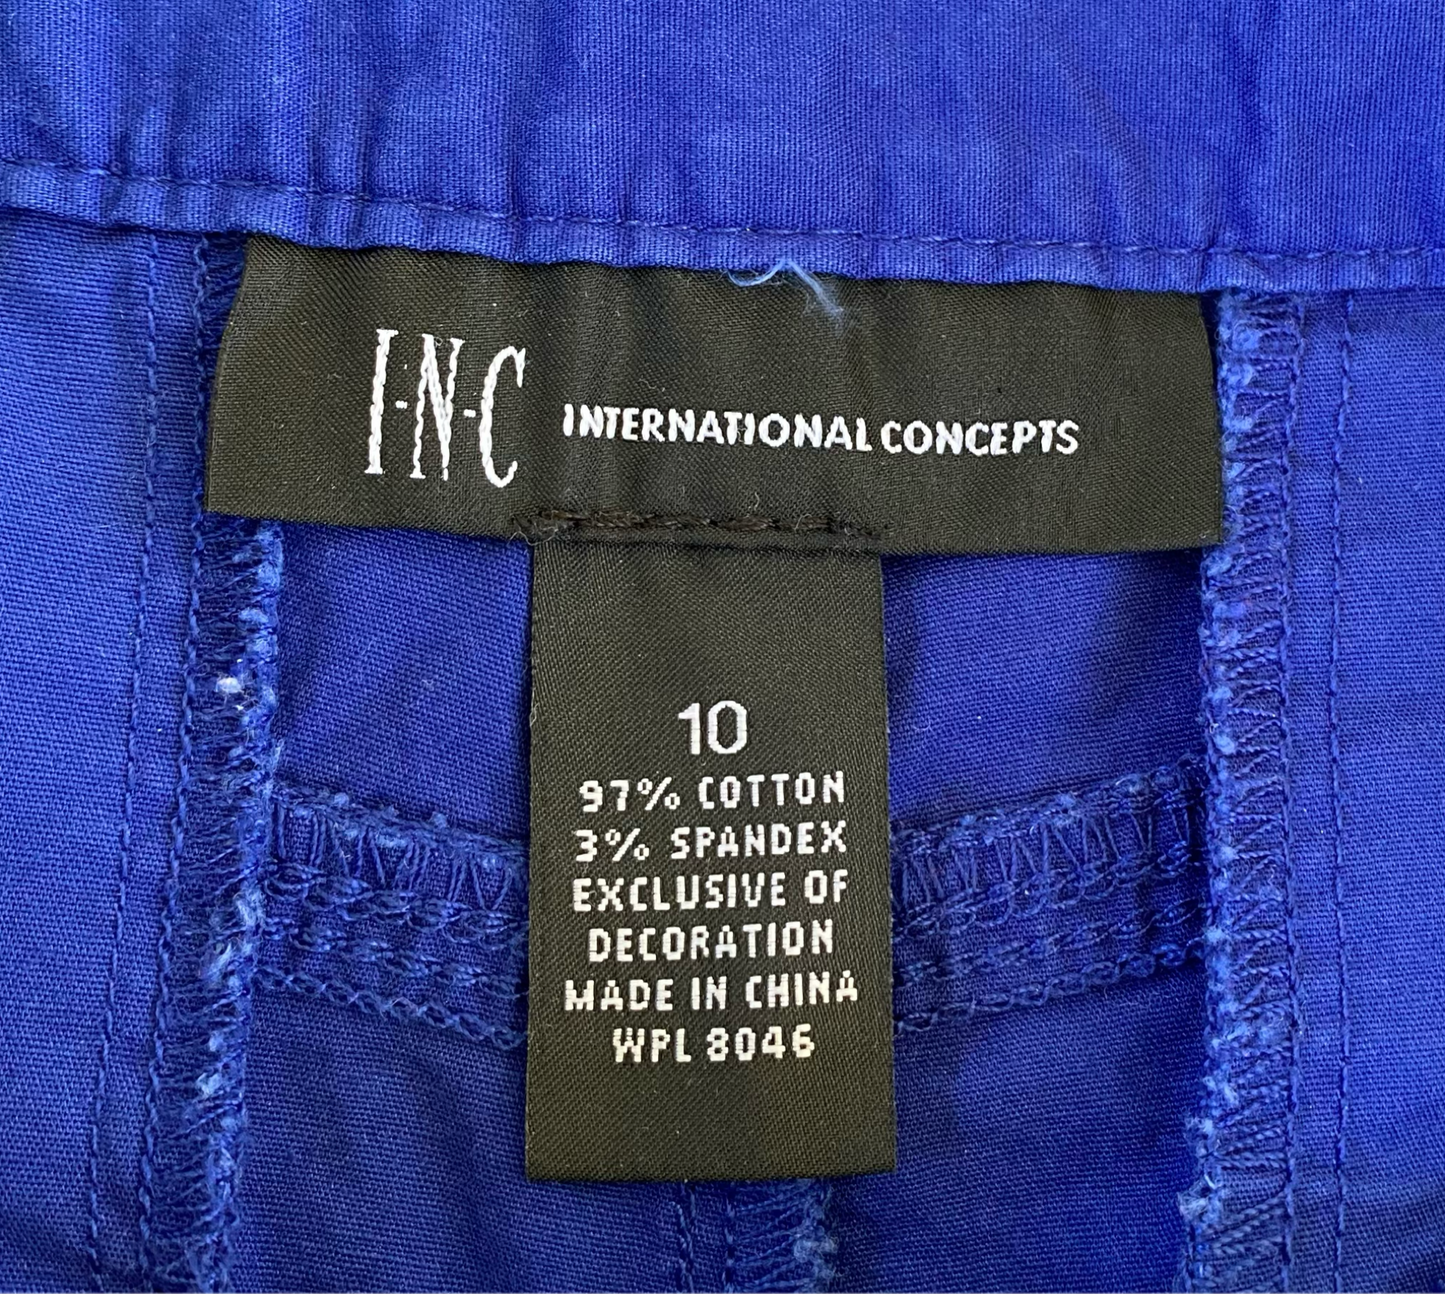 I-N-C INTERNATIONAL CONCEPTS
10
97% COTTON
3% SPANDEX
EXCLUSIVE OF
DECORATION
MADE IN CHINA
WPL 8046